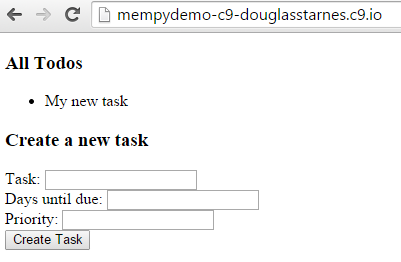 mempydemo-c9-douglasstarnes.c9.io
All Todos
My new task
Create a new task
Task:
Days until due:
Priority:
Create Task